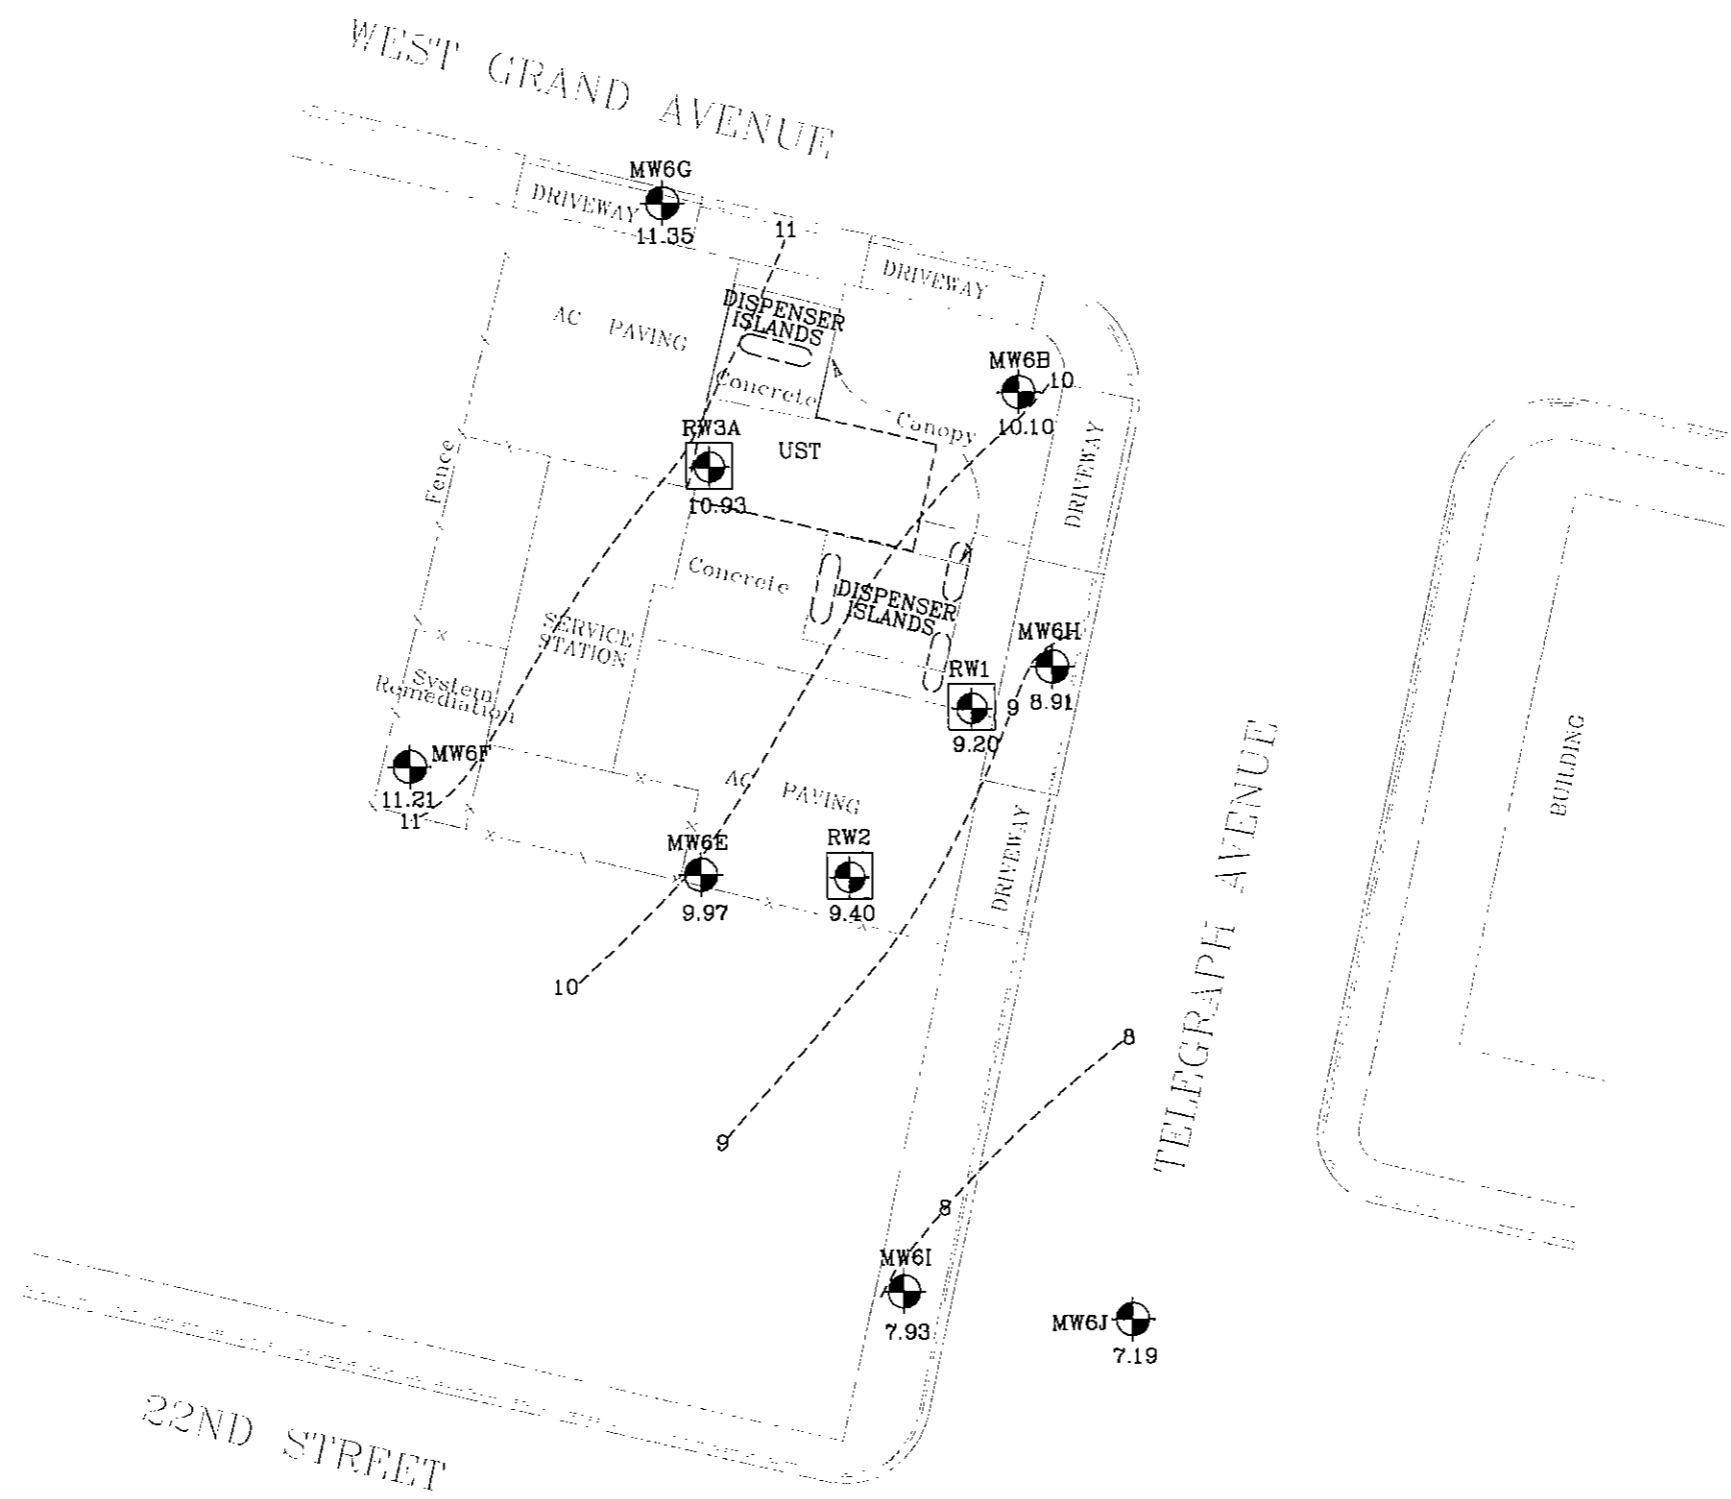 WEST GRAND AVENUE
MW6G
DRIVEWAY
11.35
11
DRIVEWAY
DISPENSER
ISLANDS
AC PAVING
MW6B
10
10.10
Concrete
Canopy
RW3A
UST
10.93
Fence
DRIVEWAY
Concrete
DISPENSER
ISLANDS
SERVICE
STATION
MW6H
9
8.91
RW1
9.20
System
Remediation
MW6F
11.21
11
AC PAVING
MW6E
9.97
RW2
9.40
DRIVEWAY
10
TELEGRAPH AVENUE
BUILDING
8
9
8
MW6I
7.93
MW6J
7.19
22ND STREET